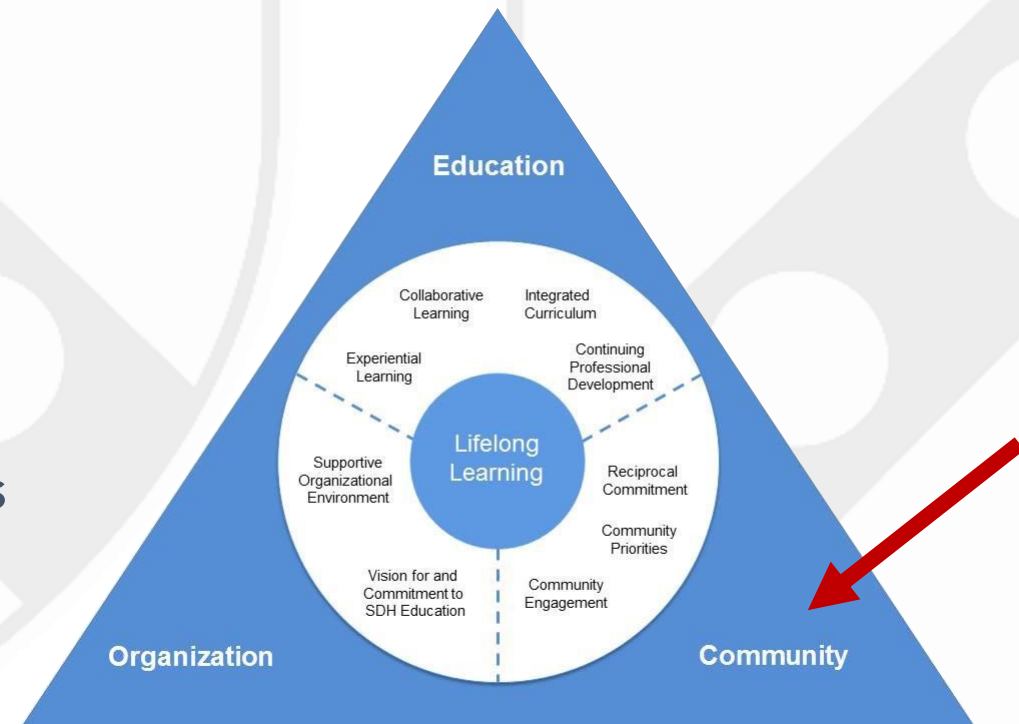 Education
Collaborative
Learning
Integrated
Curriculum
Experiential
Learning
Continuing
Professional
Development
Lifelong
Learning
Supportive
Organizational
Environment
Reciprocal
Commitment
Community
Priorities
Vision for and
Commitment to
SDH Education
Community
Engagement
Organization
Community
s